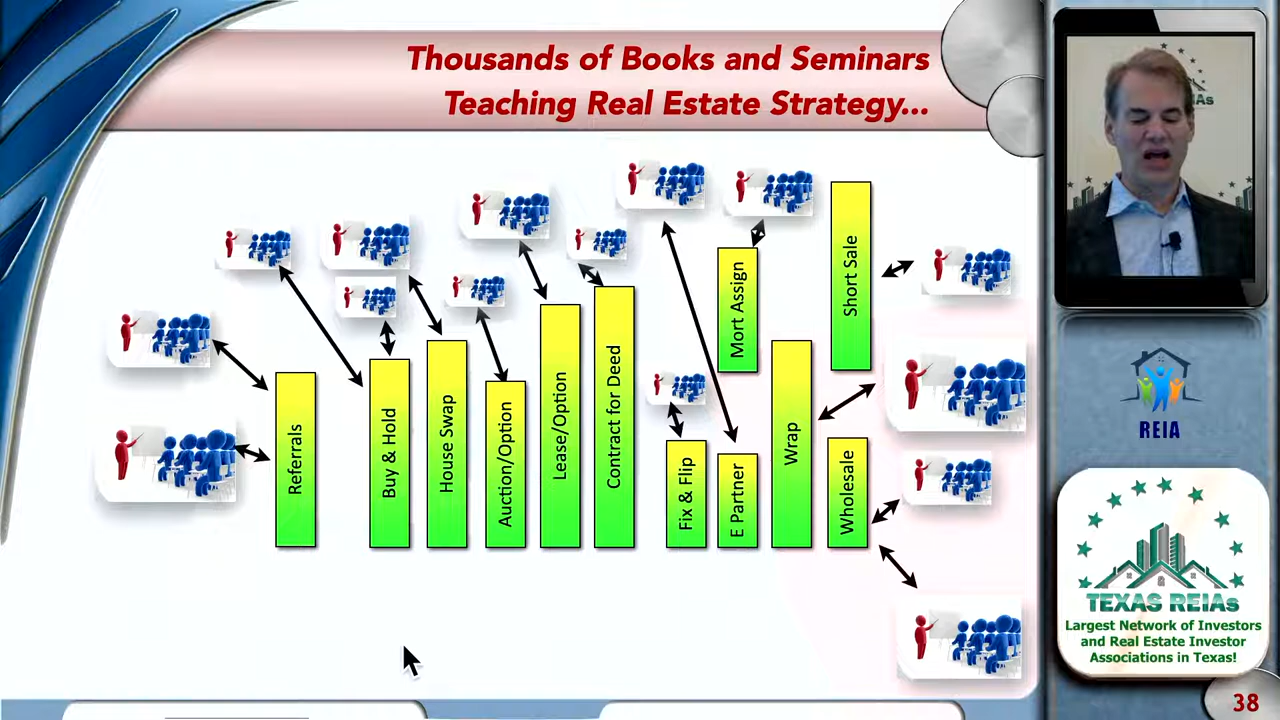 Thousands of Books and Seminars
Teaching Real Estate Strategy...
Referrals
Buy & Hold
House Swap
Auction/Option
Lease/Option
Contract for Deed
Fix & Flip
E Partner
Mort Assign
Wrap
Short Sale
Wholesale
As
REIA
TEXAS REIAs
Largest Network of Investors
and Real Estate Investor
Associations in Texas!
38